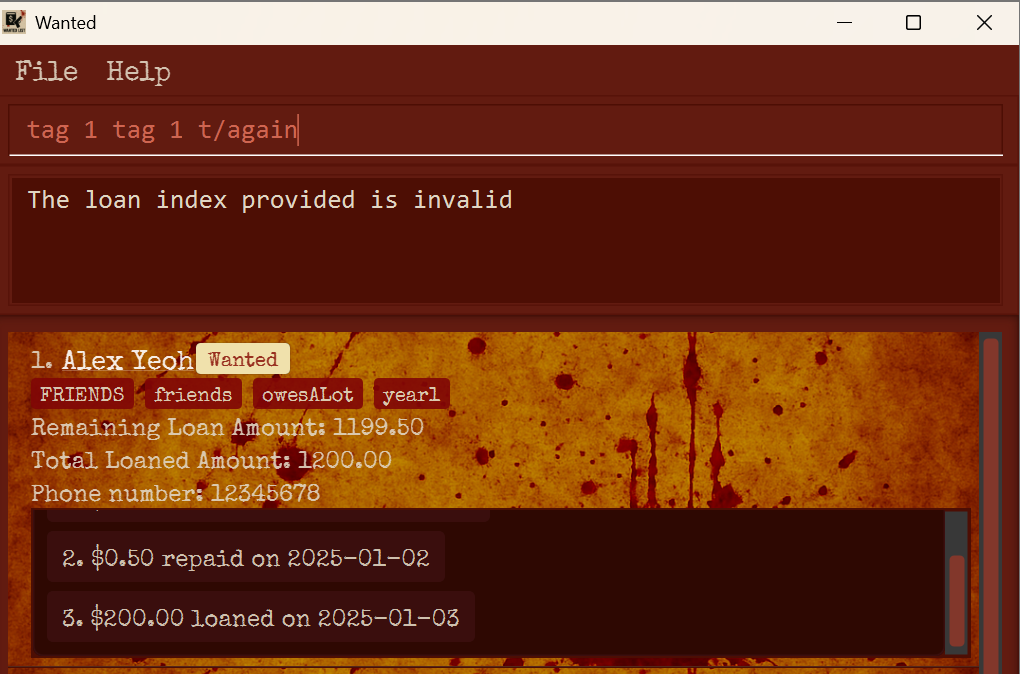 Wanted
File Help
tag 1 tag 1 t/again
The loan index provided is invalid
1. Alex Yeoh Wanted
FRIENDS friends owesALot yearl
Remaining Loan Amount: 1199.50
Total Loaned Amount: 1200.00
Phone number: 12345678
2. $0.50 repaid on 2025-01-02
3. $200.00 loaned on 2025-01-03